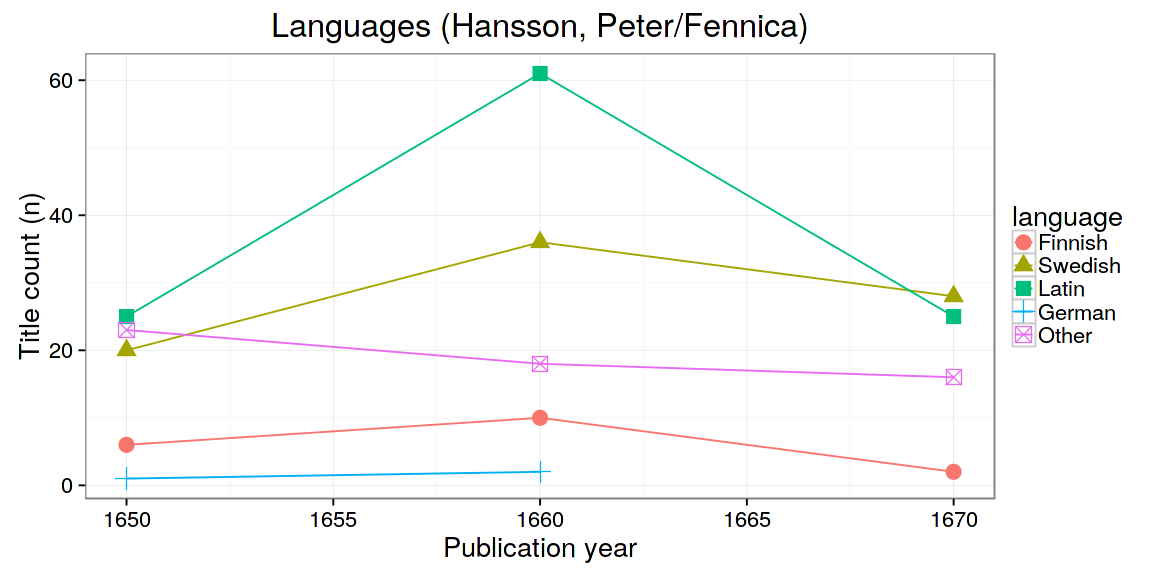 Languages (Hansson, Peter/Fennica)
60
40
20
0
Title count (n)
1650 1655 1660 1665 1670
Publication year
language
Finnish
Swedish
Latin
German
Other